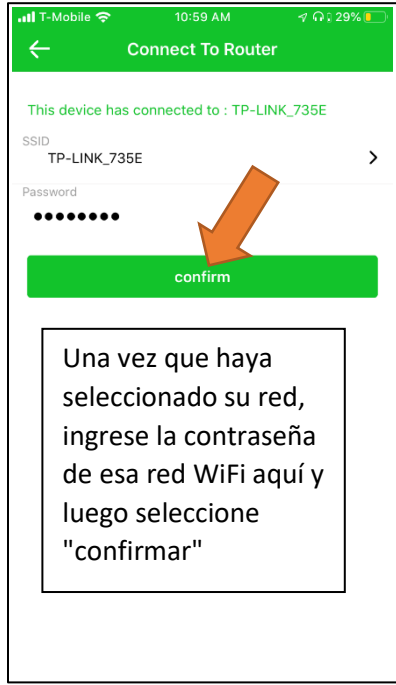 T-Mobile 10:59 AM 29%
Connect To Router
This device has connected to : TP-LINK_735E
SSID
TP-LINK_735E
Password
confirm
Una vez que haya
seleccionado su red,
ingrese la contraseña
de esa red WiFi aquí y
luego seleccione
"confirmar"